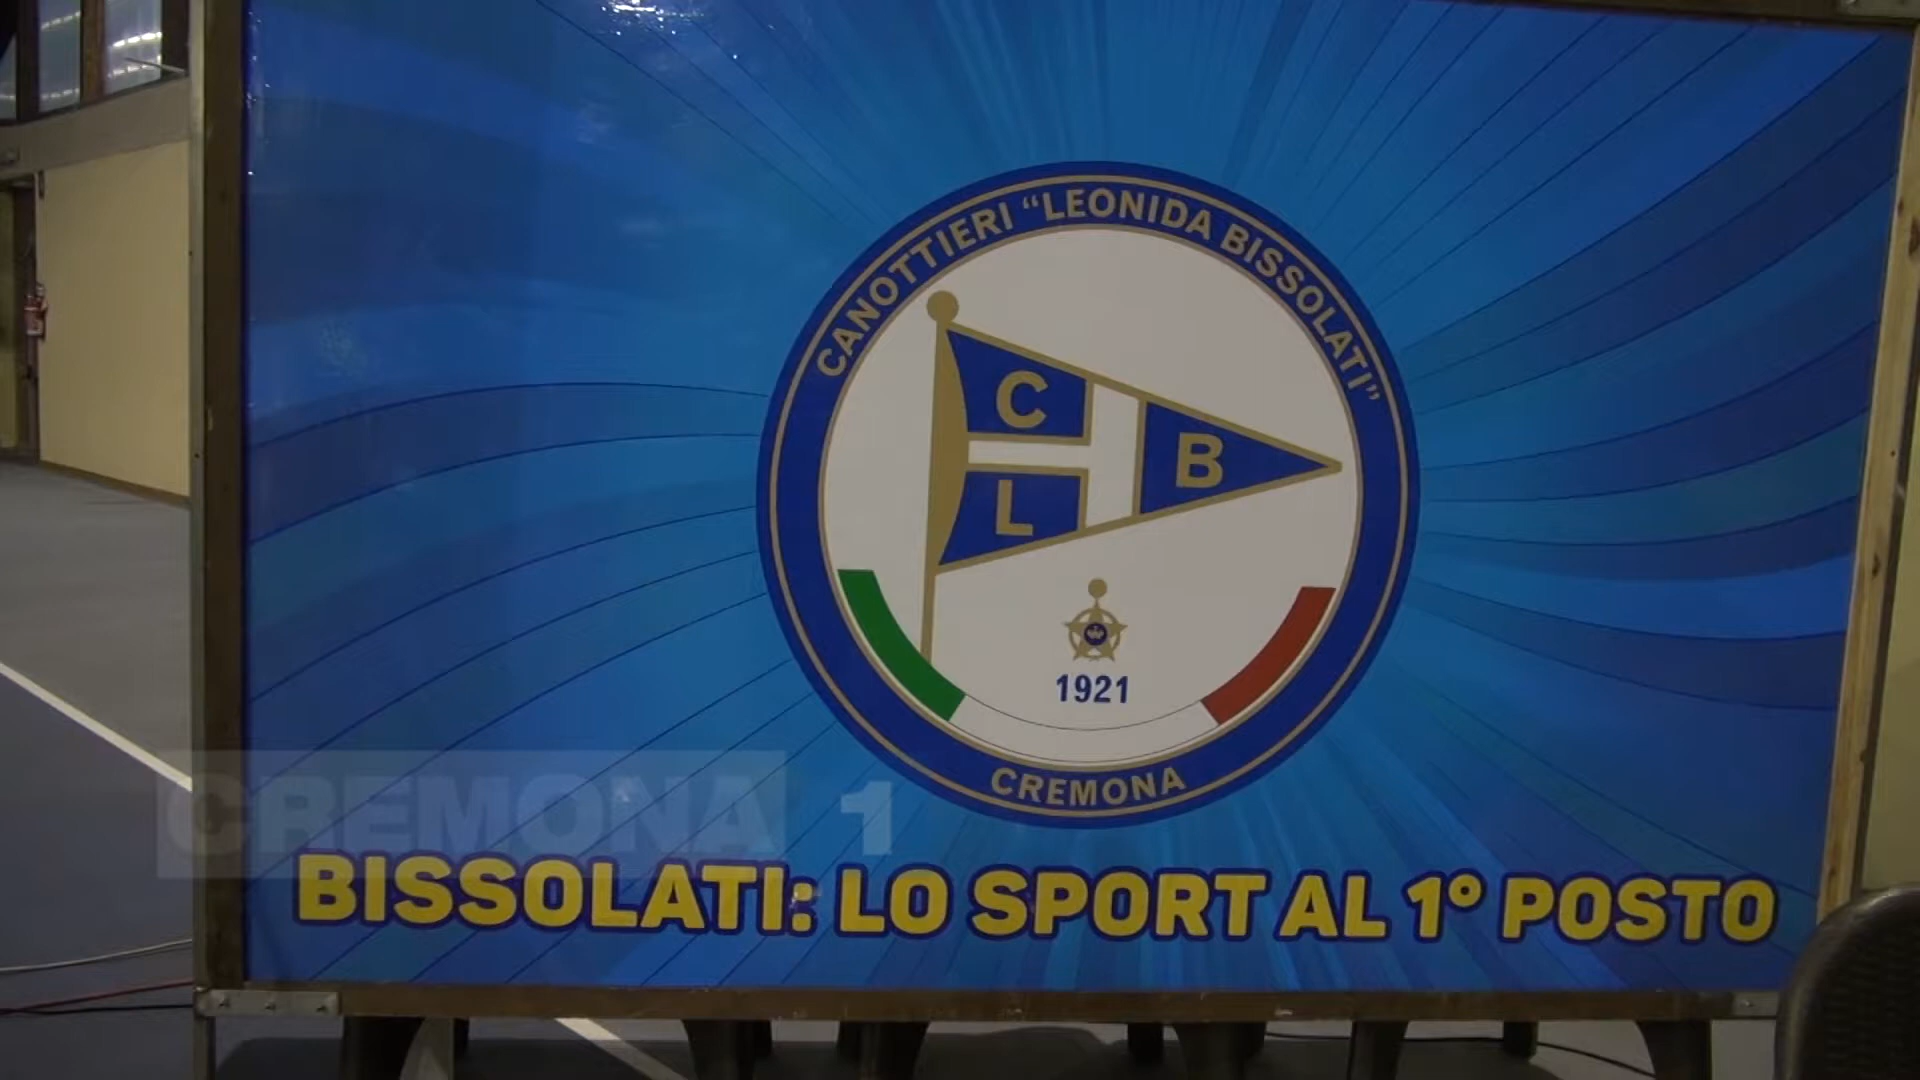 CANOTTIERI “LEONIDA BISSOLATI”
C
B
L
1921
CREMONA
CREMONA 1
BISSOLATI: LO SPORT AL 1° POSTO